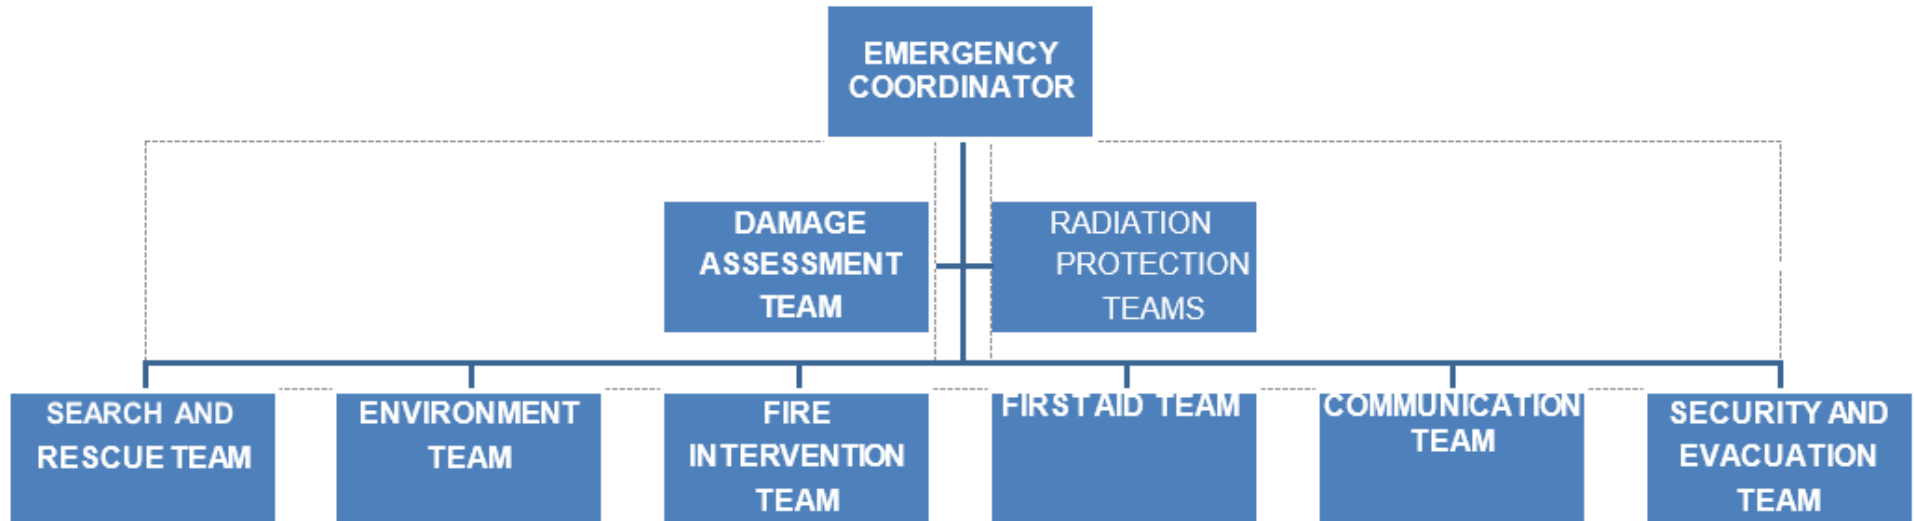 EMERGENCY
COORDINATOR
DAMAGE
ASSESSMENT
TEAM
RADIATION
PROTECTION
TEAMS
SEARCH AND
RESCUE TEAM
ENVIRONMENT
TEAM
FIRE
INTERVENTION
TEAM
FIRST AID TEAM
COMMUNICATION
TEAM
SECURITY AND
EVACUATION
TEAM